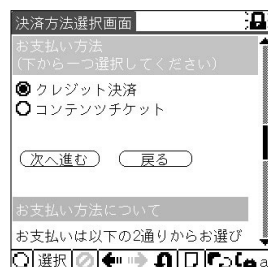 決済方法選択画面
お支払い方法
(下から一つ選択してください)
クレジット決済
コンテンツチケット
次へ進む 戻る
お支払い方法について
お支払いは以下の2通りからお選び
選択 a